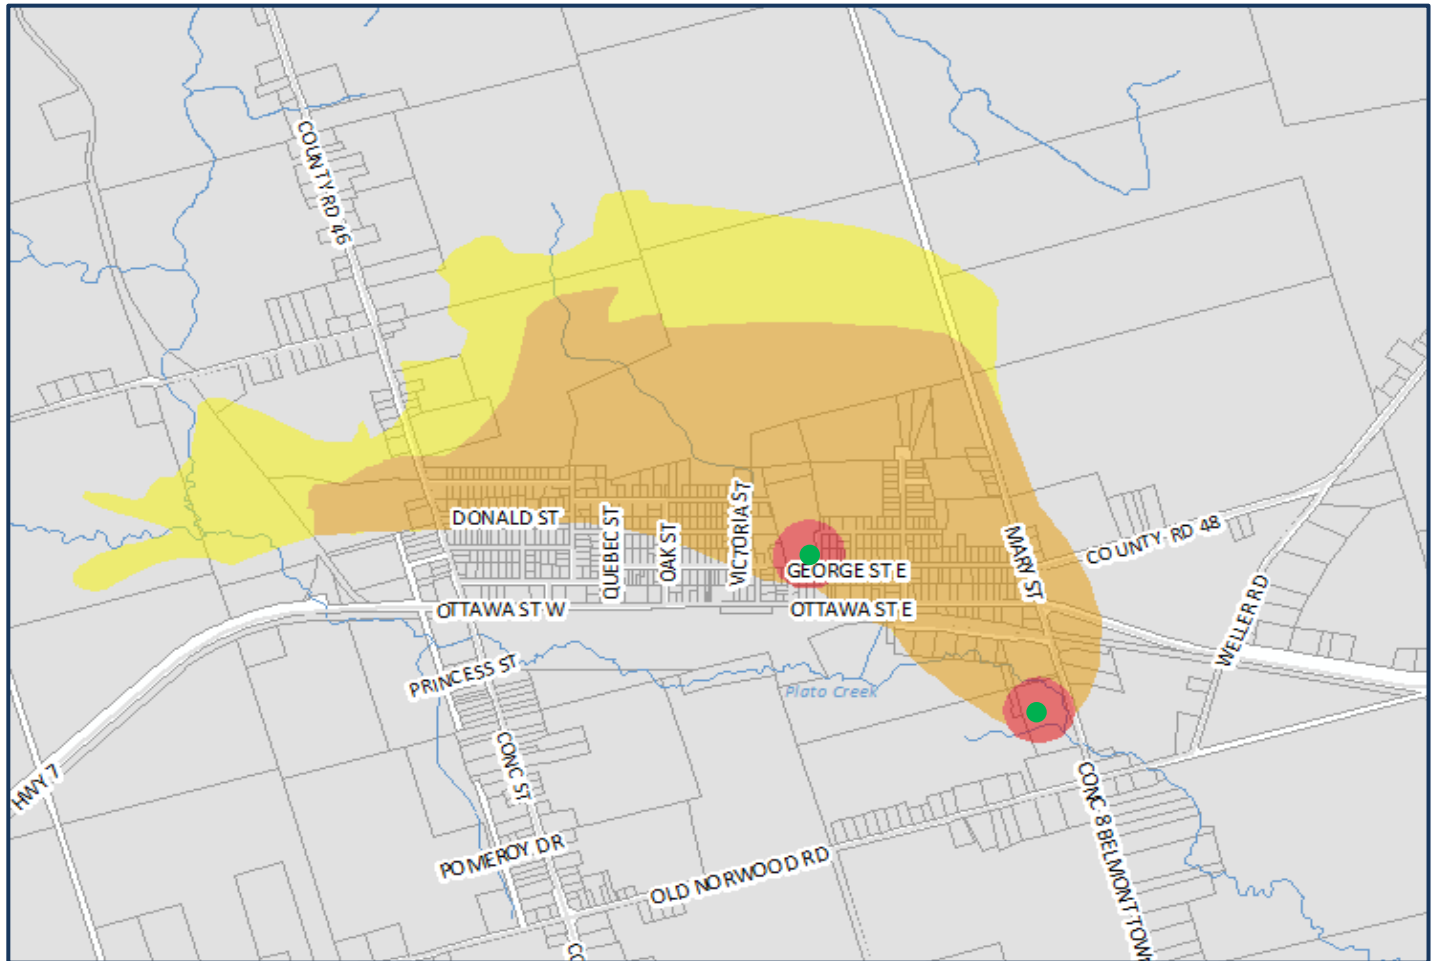 COUNTY RD 46
DONALD ST
QUEBEC ST
OAK ST
VICTORIA ST
GEORGE ST E
MARY ST
COUNTY RD 48
OTTAWA ST W
OTTAWA ST E
WELLER RD
PRINCESS ST
Plato Creek
HWY 7
CONC ST
CONC 8 BELMONT TOW
POMEROY DR
OLD NORWOOD RD
CO